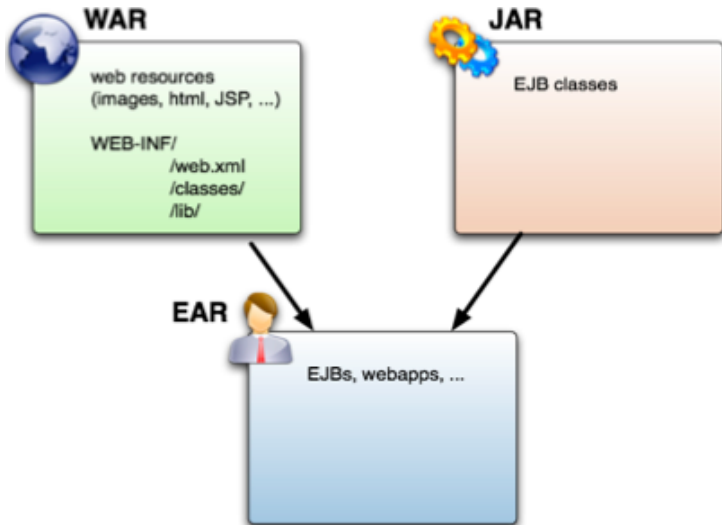 WAR
web resources
(images, html, JSP, ...)
WEB-INF/
/web.xml
/classes/
/lib/
JAR
EJB classes
EAR
EJBs, webapps, ...